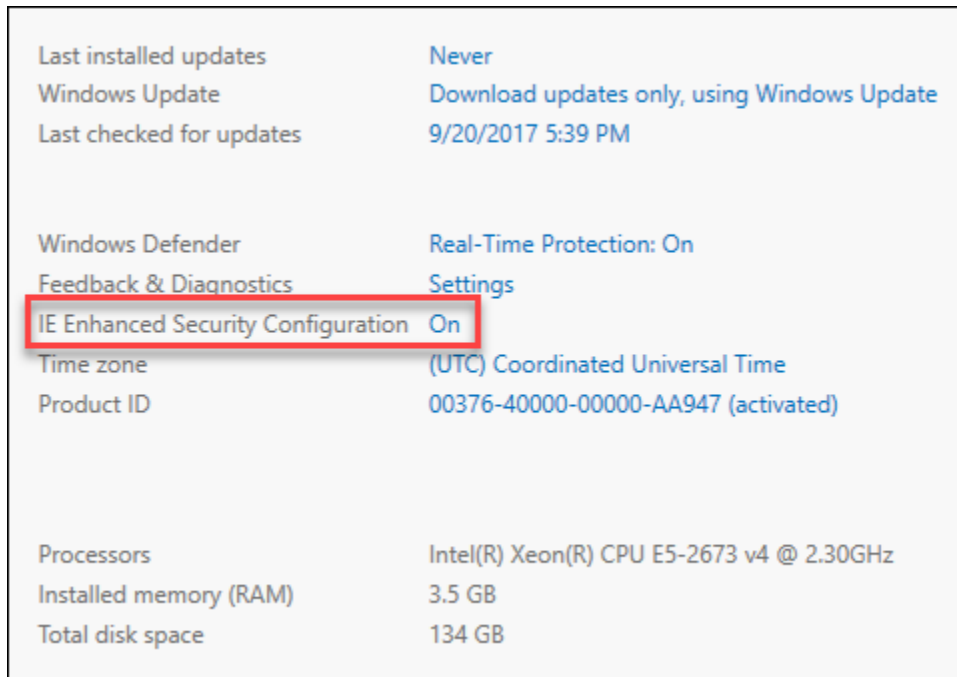 Last installed updates Never
Windows Update Download updates only, using Windows Update
Last checked for updates 9/20/2017 5:39 PM
Windows Defender Real-Time Protection: On
Feedback & Diagnostics Settings
IE Enhanced Security Configuration On
Time zone (UTC) Coordinated Universal Time
Product ID 00376-40000-00000-AA947 (activated)
Processors Intel(R) Xeon(R) CPU E5-2673 v4 @ 2.30GHz
Installed memory (RAM) 3.5 GB
Total disk space 134 GB